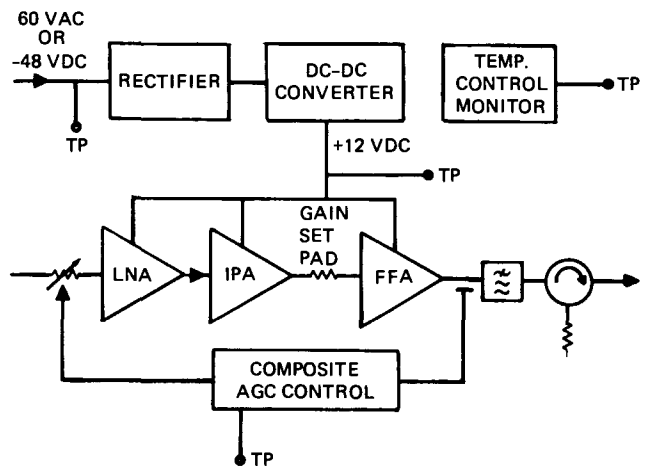 60 VAC
OR
-48 VDC
RECTIFIER
DC-DC
CONVERTER
TEMP.
CONTROL
MONITOR
TP
TP
+12 VDC
TP
GAIN
SET
PAD
LNA
IPA
FFA
COMPOSITE
AGC CONTROL
TP